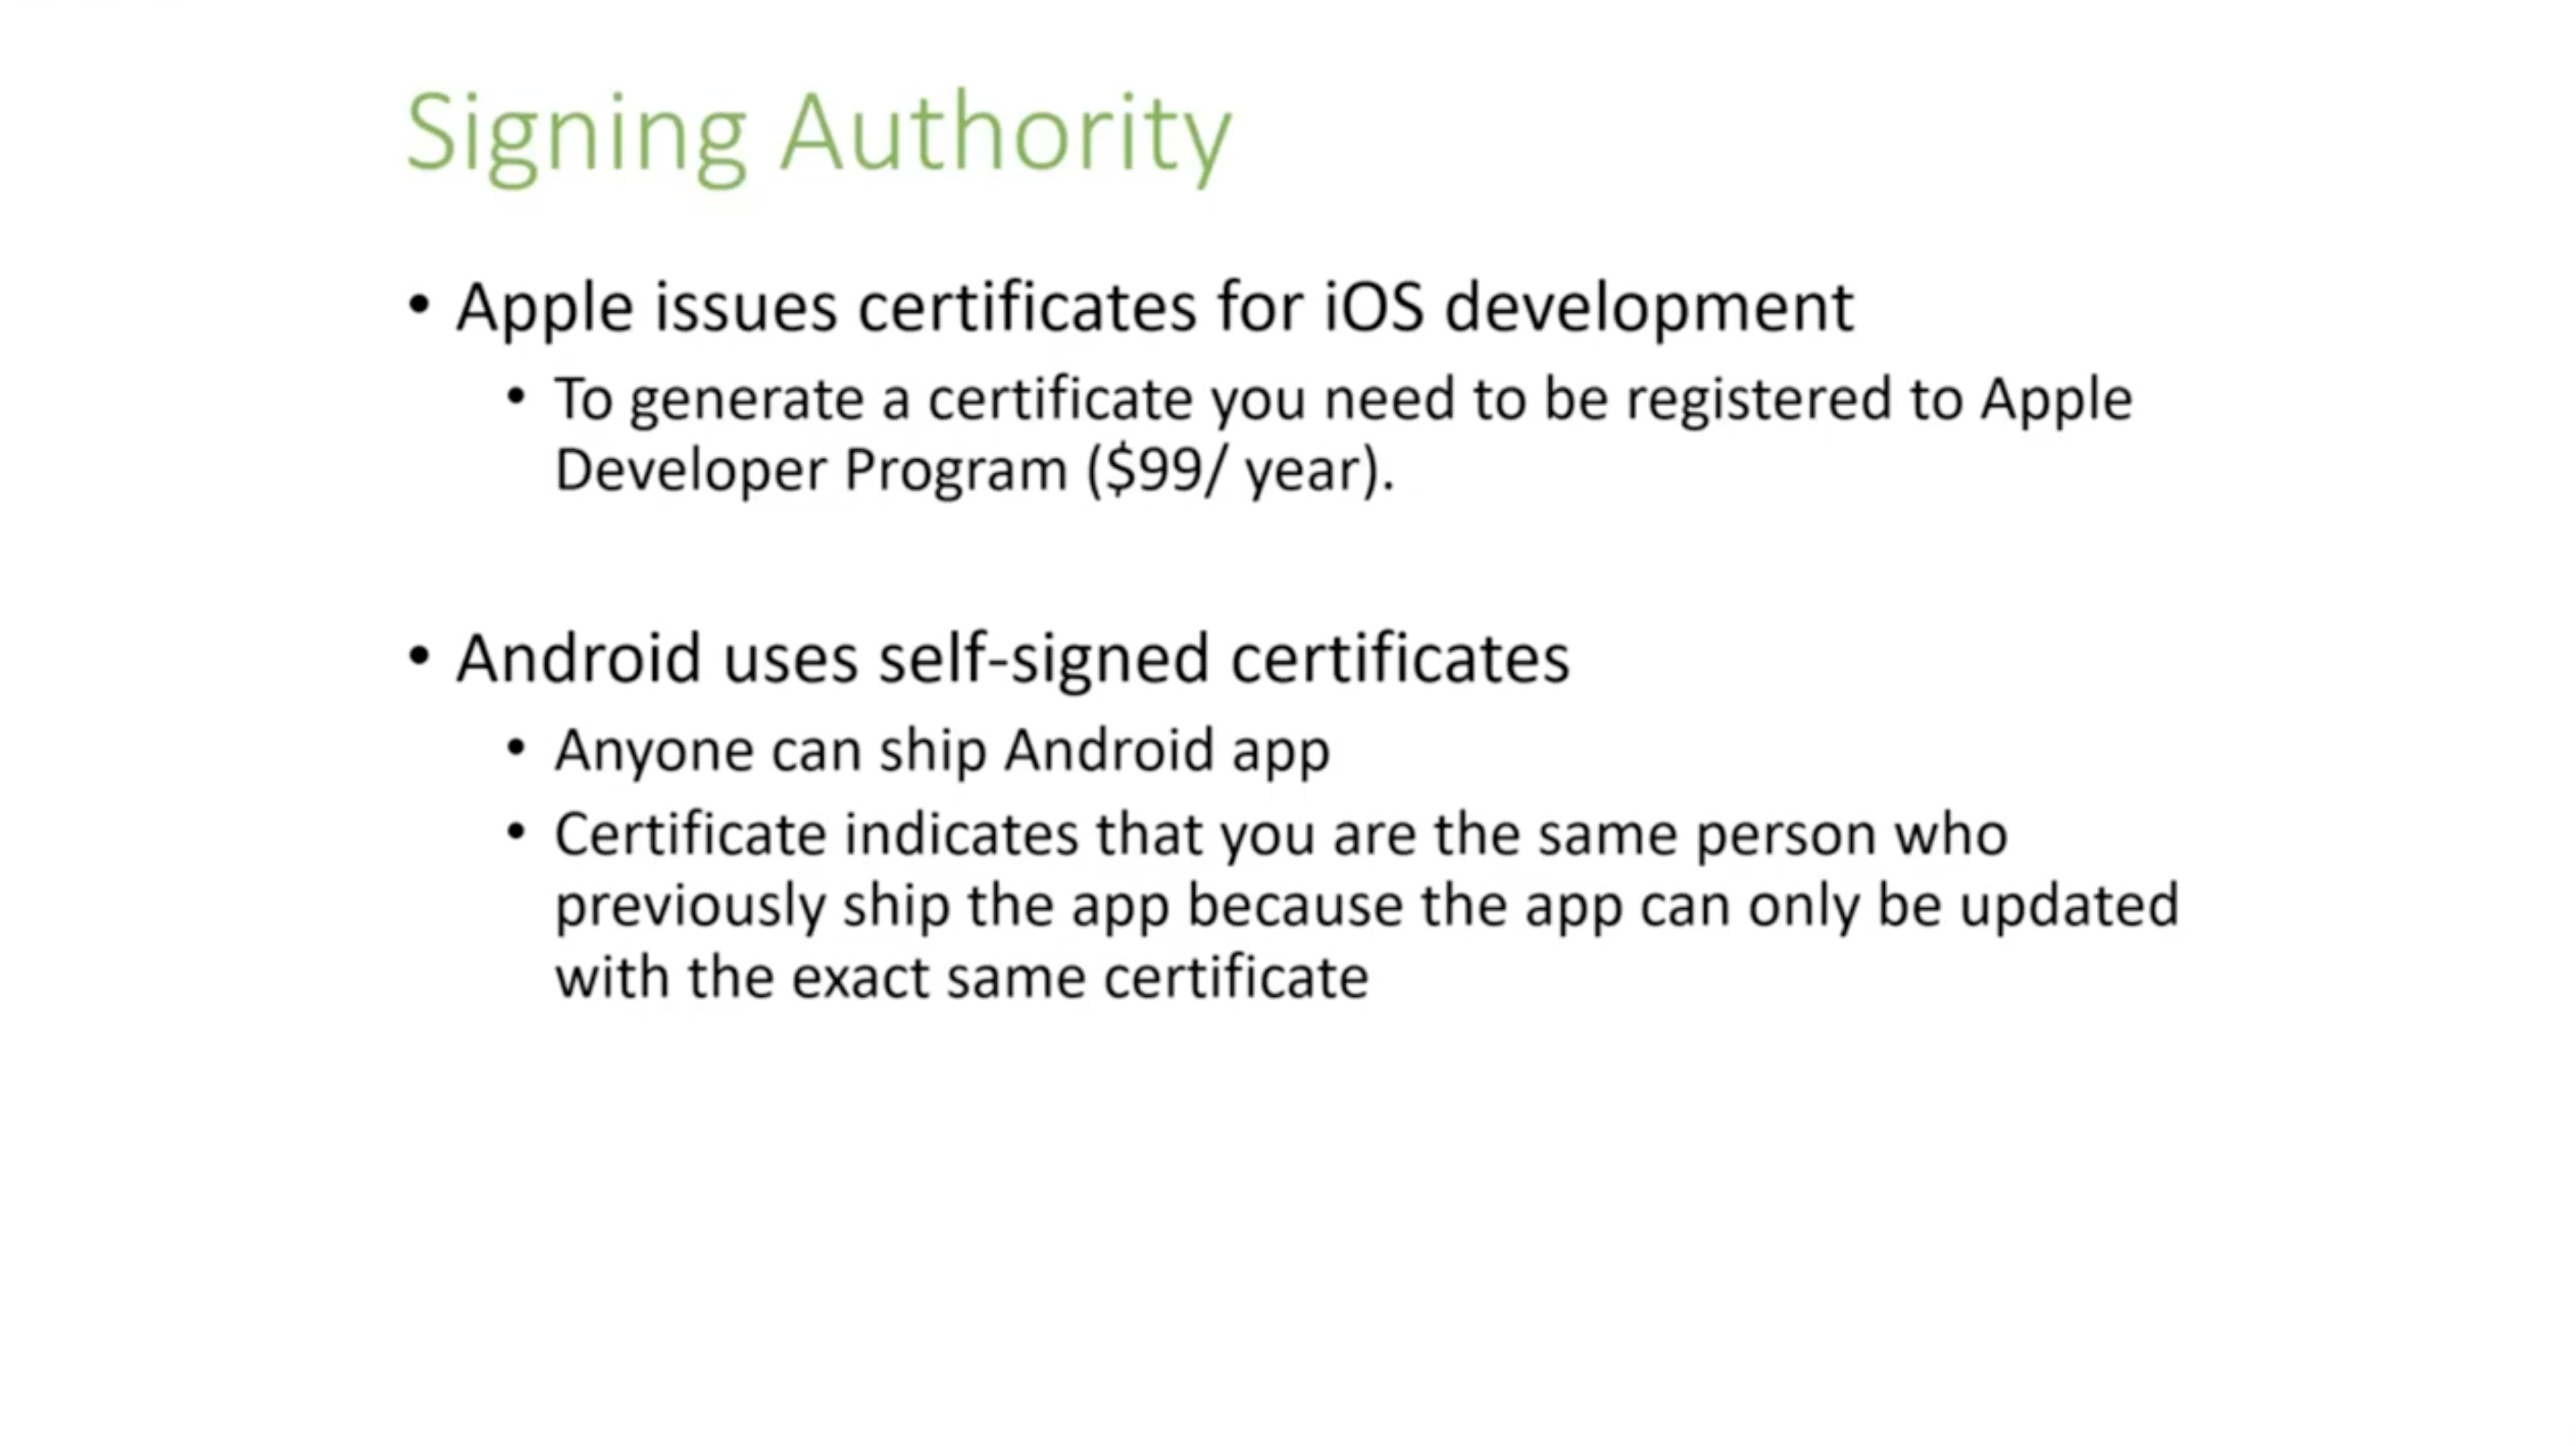 Signing Authority
• Apple issues certificates for iOS development
• To generate a certificate you need to be registered to Apple
Developer Program ($99/ year).
• Android uses self-signed certificates
• Anyone can ship Android app
• Certificate indicates that you are the same person who
previously ship the app because the app can only be updated
with the exact same certificate